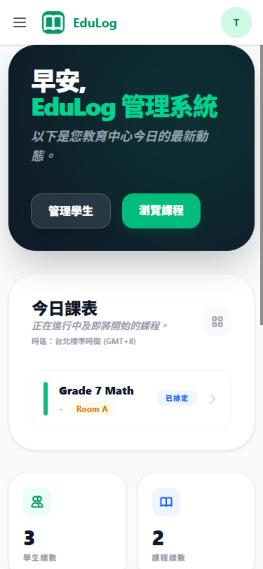 EduLog
T
早安,
EduLog 管理系統
以下是您教育中心今日的最新動
態。
管理學生
瀏覽課程
今日課表
正在進行中及即將開始的課程。
時區：台北標準時間 (GMT+8)
Grade 7 Math
已排定
- Room A
3
學生總數
2
課程總數